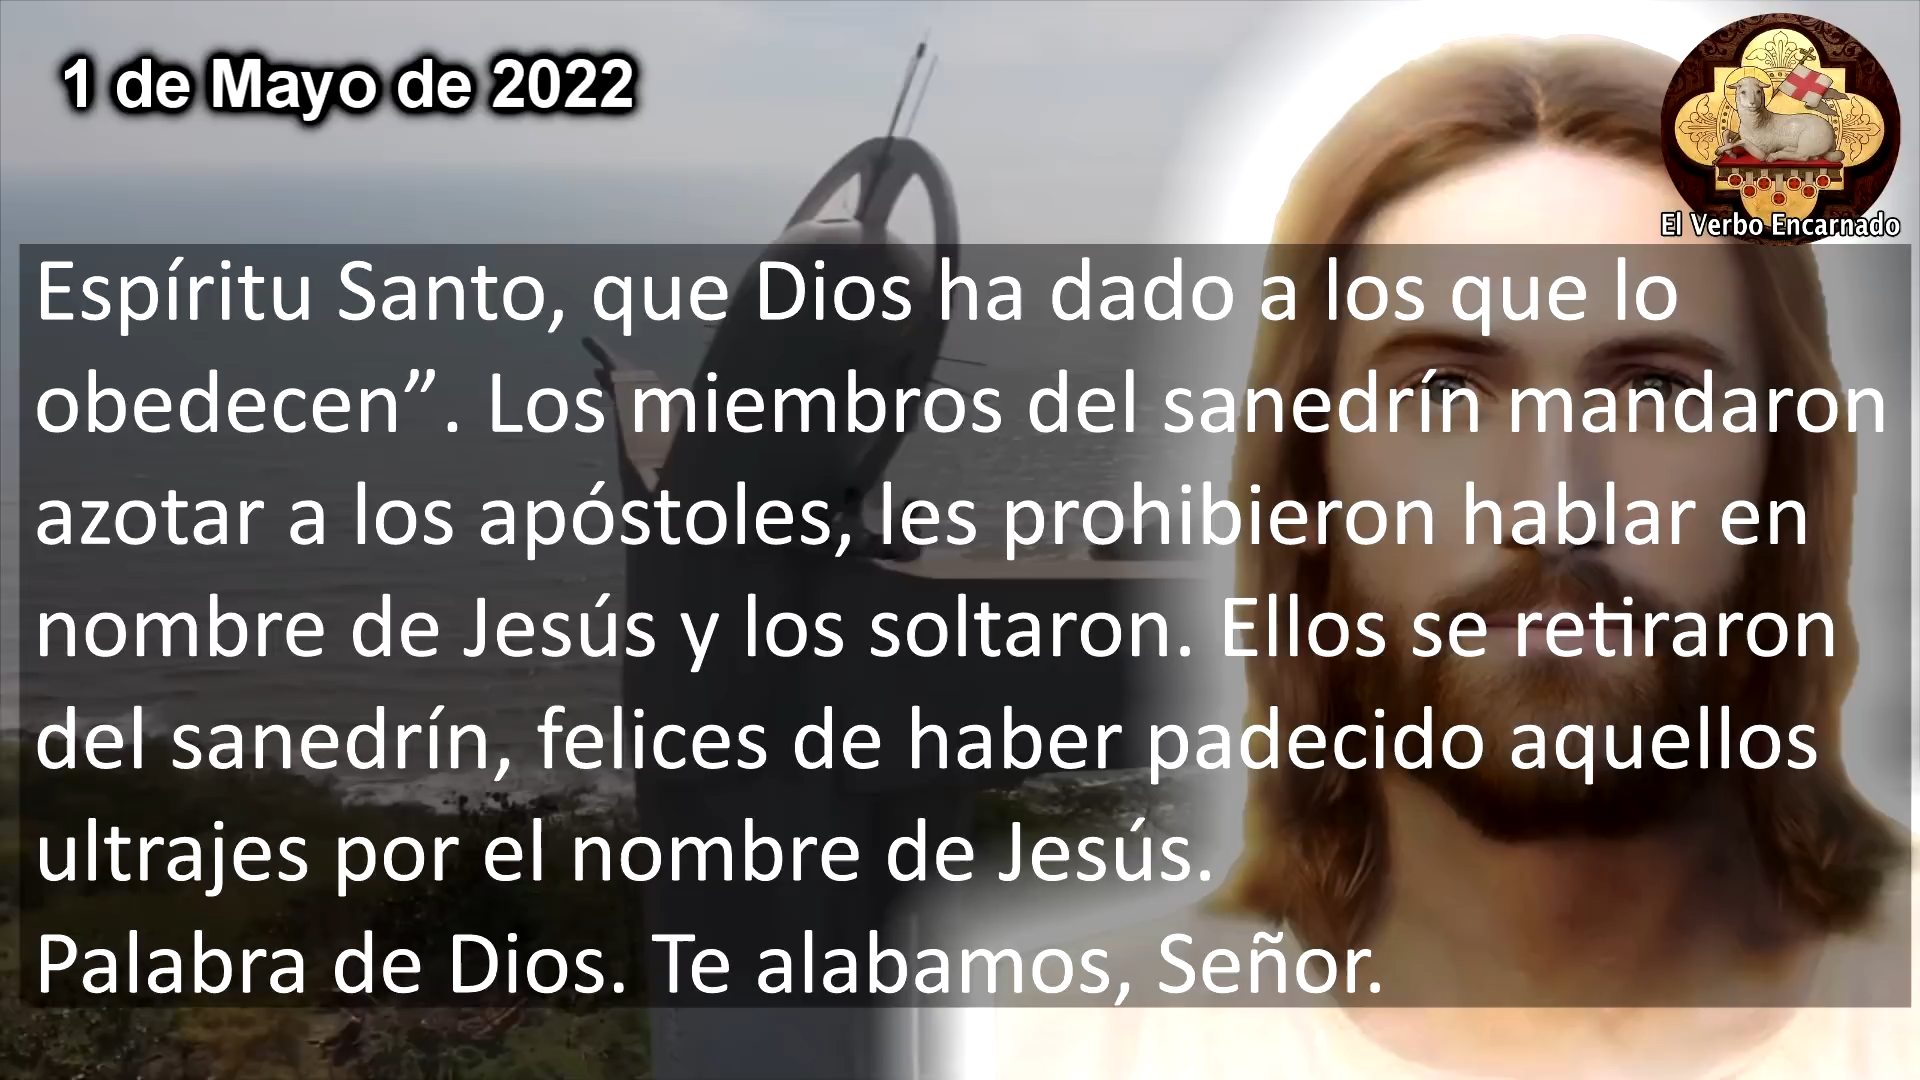 1 de Mayo de 2022
El Verbo Encarnado
Espíritu Santo, que Dios ha dado a los que lo
obedecen”. Los miembros del sanedrín mandaron
azotar a los apóstoles, les prohibieron hablar en
nombre de Jesús y los soltaron. Ellos se retiraron
del sanedrín, felices de haber padecido aquellos
ultrajes por el nombre de Jesús.
Palabra de Dios. Te alabamos, Señor.